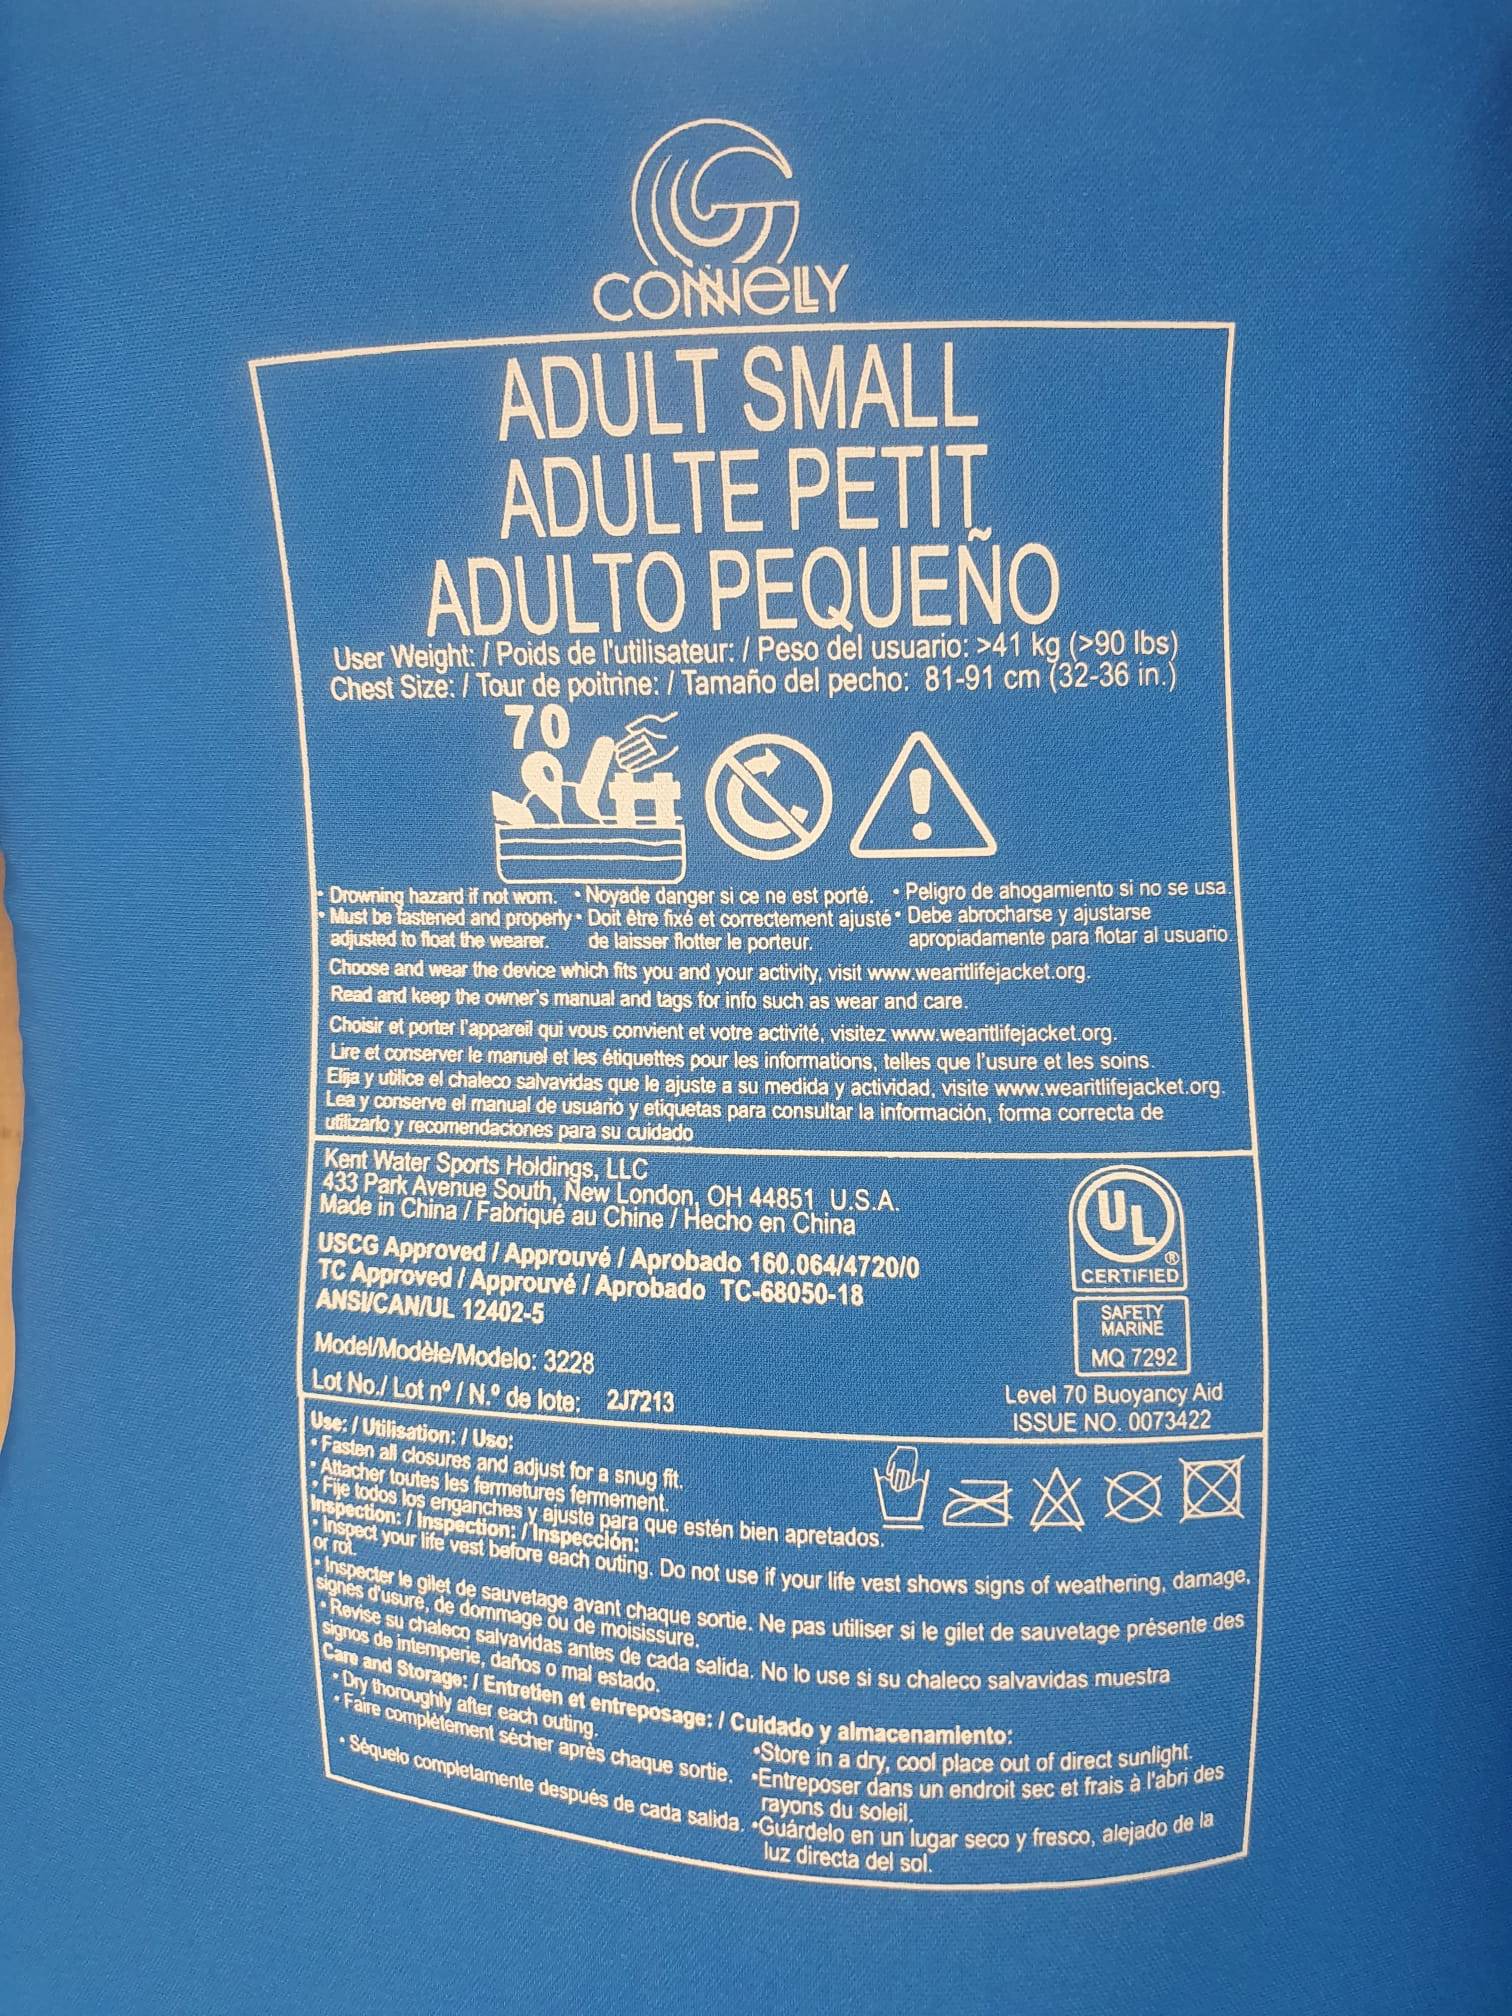 CONNELLY
ADULT SMALL
ADULTE PETIT
ADULTO PEQUEÑO
User Weight: / Poids de l'utilisateur: / Peso del usuario: >41 kg (>90 lbs)
Chest Size: / Tour de poitrine: / Tamaño del pecho: 81-91 cm (32-36 in.)
70
• Drowning hazard if not worn. • Noyade danger si ce ne est porté. • Peligro de ahogamiento si no se usa.
• Must be fastened and properly • Doit être fixé et correctement ajusté • Debe abrocharse y ajustarse
adjusted to float the wearer. de laisser flotter le porteur. apropiadamente para flotar al usuario.
Choose and wear the device which fits you and your activity, visit www.wearitlifejacket.org.
Read and keep the owner's manual and tags for info such as wear and care.
Choisir et porter l'appareil qui vous convient et votre activité, visitez www.wearitlifejacket.org.
Lire et conserver le manuel et les étiquettes pour les informations, telles que l'usure et les soins.
Elija y utilice el chaleco salvavidas que le ajuste a su medida y actividad, visite www.wearitlifejacket.org.
Lea y conserve el manual de usuario y etiquetas para consultar la información, forma correcta de
utilizarlo y recomendaciones para su cuidado
Kent Water Sports Holdings, LLC
433 Park Avenue South, New London, OH 44851 U.S.A.
Made in China / Fabriqué au Chine / Hecho en China
USCG Approved / Approuvé / Aprobado 160.064/4720/0
TC Approved / Approuvé / Aprobado TC-68050-18
ANSI/CAN/UL 12402-5
Model/Modèle/Modelo: 3228
Lot No./ Lot nº / N.º de lote: 2J7213
UL
®
CERTIFIED
SAFETY
MARINE
MQ 7292
Level 70 Buoyancy Aid
ISSUE NO. 0073422
Use: / Utilisation: / Uso:
• Fasten all closures and adjust for a snug fit.
• Attacher toutes les fermetures fermement.
• Fije todos los enganches y ajuste para que estén bien apretados.
Inspection: / Inspection: / Inspección:
• Inspect your life vest before each outing. Do not use if your life vest shows signs of weathering, damage,
or rot.
• Inspecter le gilet de sauvetage avant chaque sortie. Ne pas utiliser si le gilet de sauvetage présente des
signes d'usure, de dommage ou de moisissure.
• Revise su chaleco salvavidas antes de cada salida. No lo use si su chaleco salvavidas muestra
signos de intemperie, daños o mal estado.
Care and Storage: / Entretien et entreposage: / Cuidado y almacenamiento:
• Dry thoroughly after each outing. •Store in a dry, cool place out of direct sunlight.
• Faire complètement sécher après chaque sortie. •Entreposer dans un endroit sec et frais à l'abri des
rayons du soleil.
• Séquelo completamente después de cada salida. •Guárdelo en un lugar seco y fresco, alejado de la
luz directa del sol.